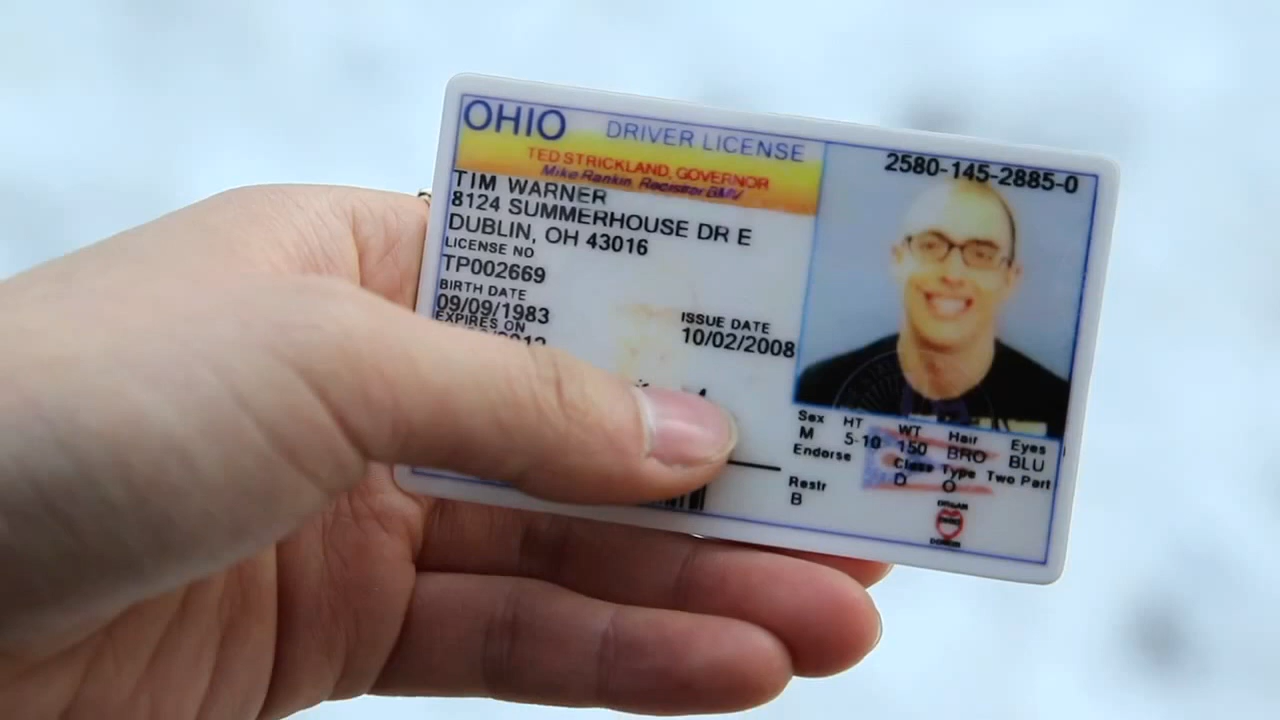 OHIO DRIVER LICENSE
TED STRICKLAND, GOVERNOR
Mike Rankin, Registrar BMV
2580-145-2885-0
TIM WARNER
8124 SUMMERHOUSE DR E
DUBLIN, OH 43016
LICENSE NO
TP002669
BIRTH DATE
09/09/1983
EXPIRES ON
ISSUE DATE
10/02/2008
Sex HT WT Hair Eyes
M 5-10 150 BRO BLU
Endorse Class Type Two Part
D O
Restr
B
ORGAN
DONOR